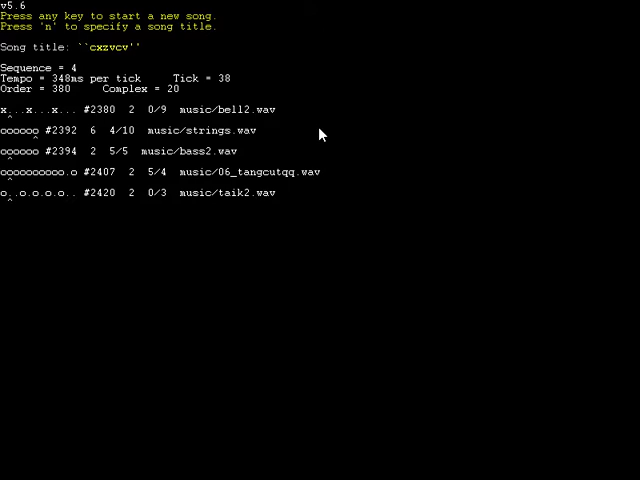 v5.6
Press any key to start a new song.
Press 'n' to specify a song title.
Song title: ``cxzvcv''
Sequence = 4
Tempo = 348ms per tick     Tick = 38
Order = 380     Complex = 20
x...x...x... #2380  2  0/9  music/bell2.wav
^
oooooo #2392  6  4/10  music/strings.wav
^
oooooo #2394  2  5/5  music/bass2.wav
^
oooooooooo.o #2407  2  5/4  music/06_tangcutqq.wav
^
o..o.o.o.o.. #2420  2  0/3  music/taik2.wav
^